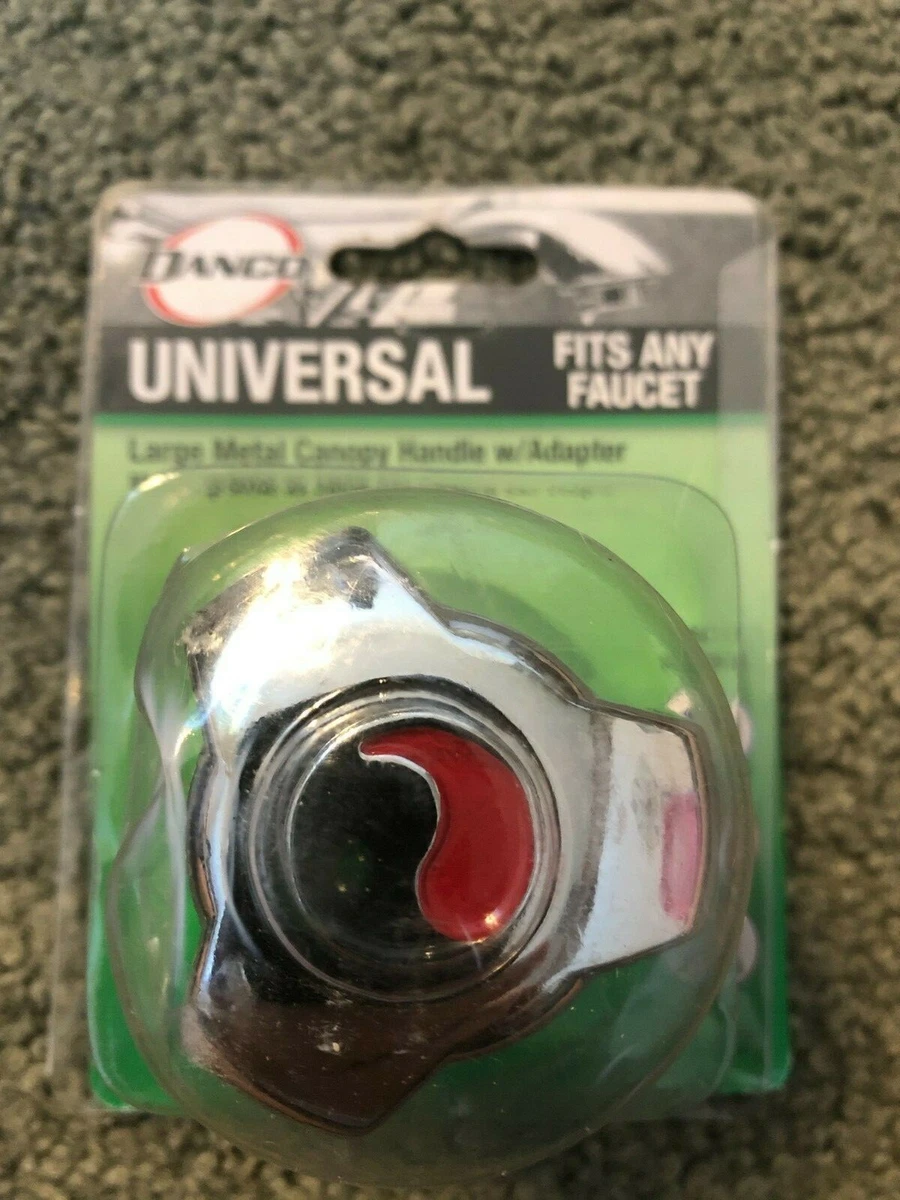 DANCO
UNIVERSAL
FITS ANY
FAUCET
Large Metal Canopy Handle w/Adapter